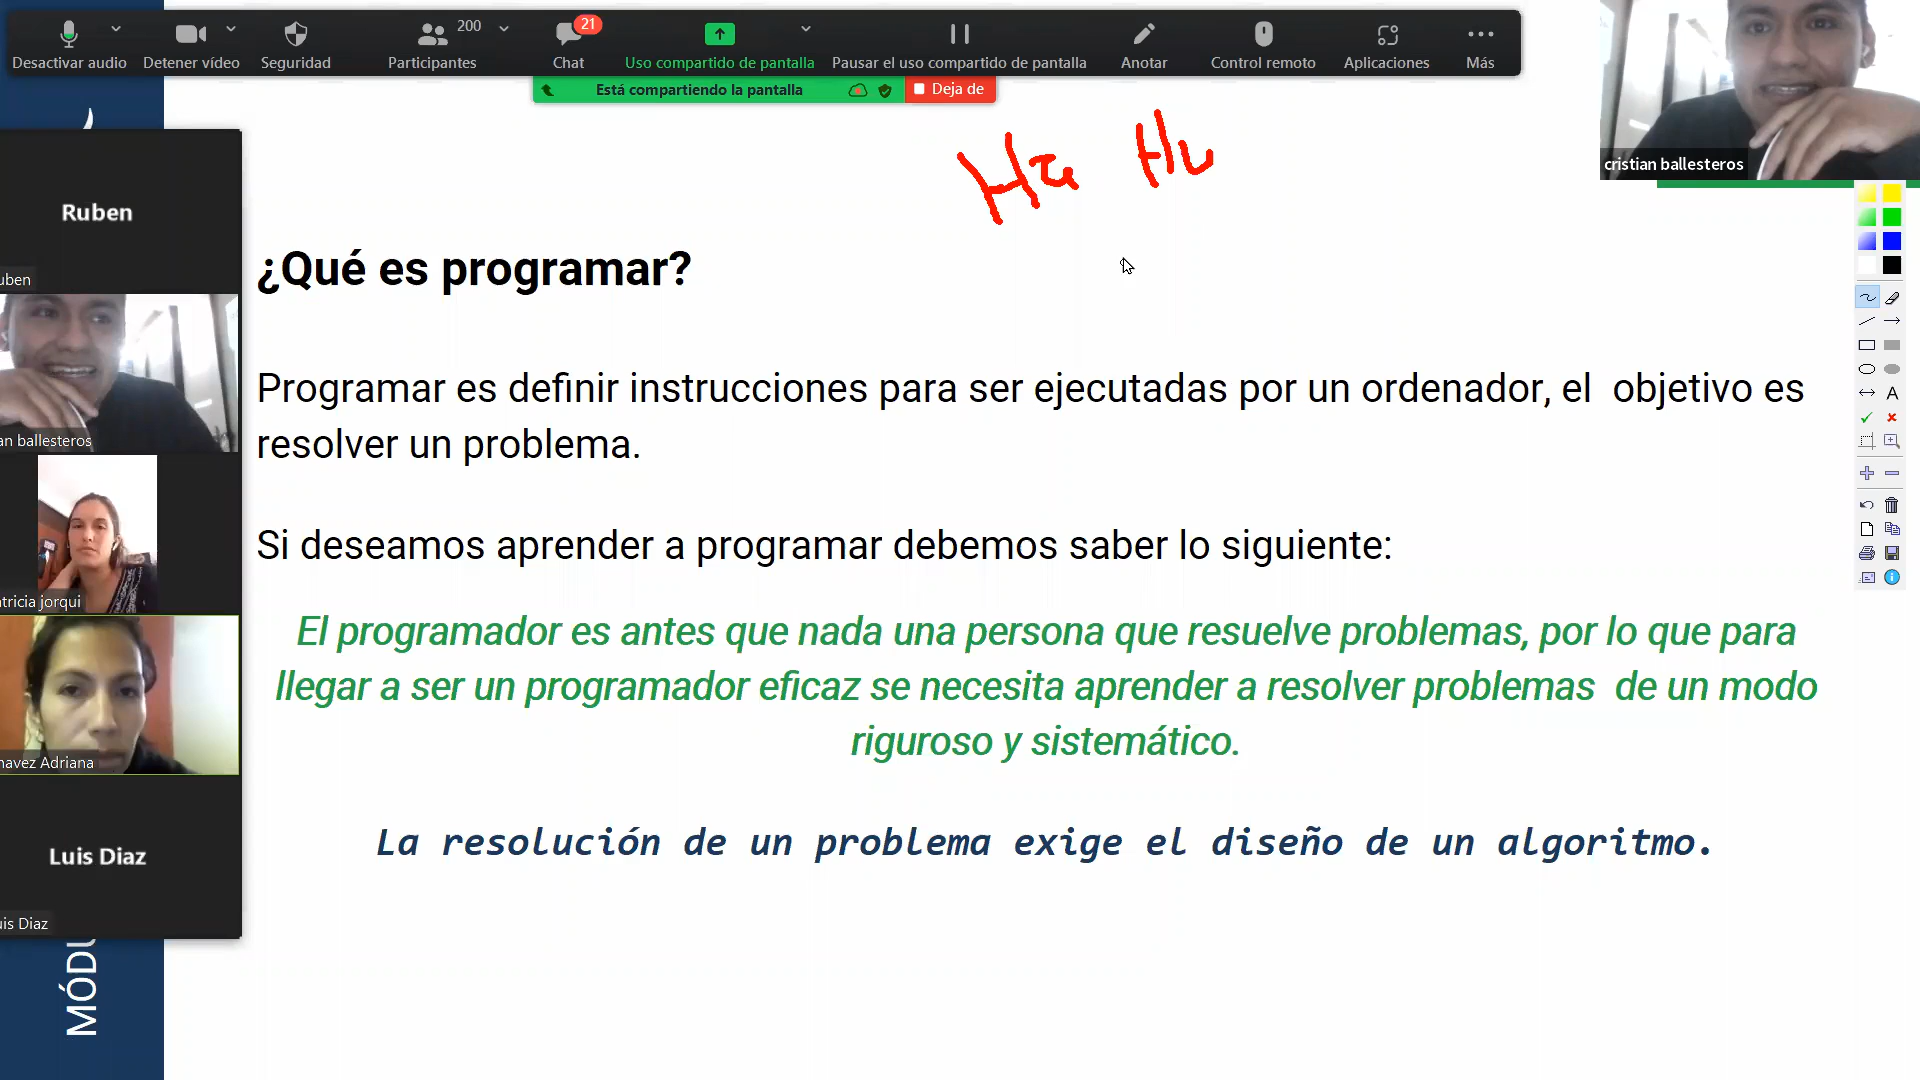 200
21
Desactivar audio
Detener vídeo
Seguridad
Participantes
Chat
Uso compartido de pantalla
Pausar el uso compartido de pantalla
Anotar
Control remoto
Aplicaciones
Más
Está compartiendo la pantalla
Deja de
cristian ballesteros
Ruben
uben
an ballesteros
tricia jorqui
havez Adriana
Luis Diaz
uis Diaz
MÓDU
¿Qué es programar?
Programar es definir instrucciones para ser ejecutadas por un ordenador, el objetivo es
resolver un problema.
Si deseamos aprender a programar debemos saber lo siguiente:
El programador es antes que nada una persona que resuelve problemas, por lo que para
llegar a ser un programador eficaz se necesita aprender a resolver problemas de un modo
riguroso y sistemático.
La resolución de un problema exige el diseño de un algoritmo.
A